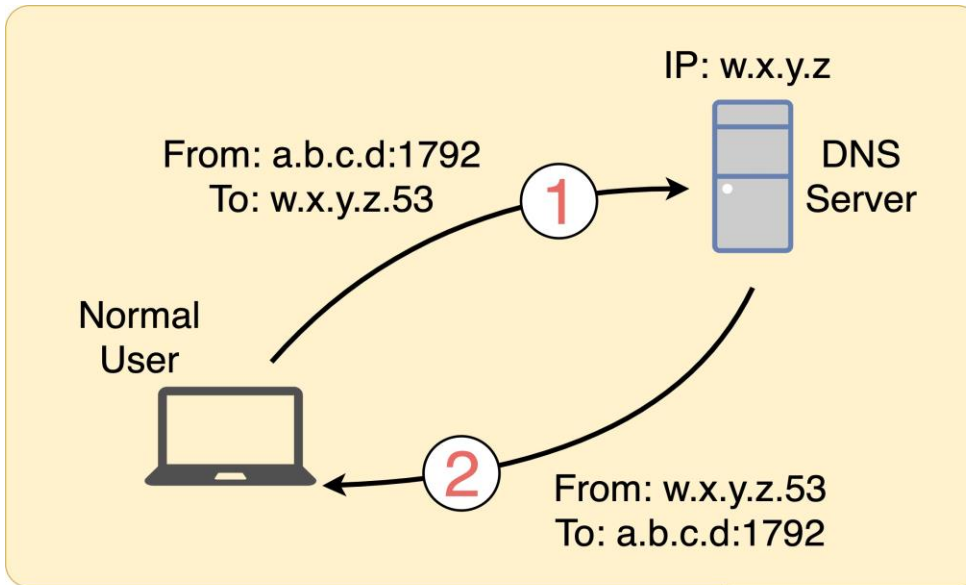 IP: w.x.y.z
DNS
Server
From: a.b.c.d:1792
To: w.x.y.z.53
1
Normal
User
2
From: w.x.y.z.53
To: a.b.c.d:1792